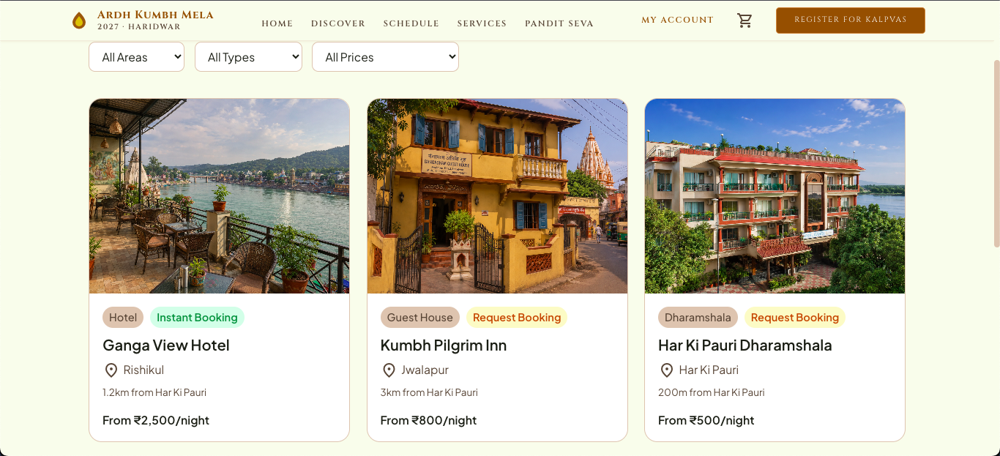 ARDH KUMBH MELA
2027 · HARIDWAR
HOME
DISCOVER
SCHEDULE
SERVICES
PANDIT SEVA
MY ACCOUNT
REGISTER FOR KALPVAS
All Areas
All Types
All Prices
GANGADHAM GUEST HOUSE
Hotel
Instant Booking
Ganga View Hotel
Rishikul
1.2km from Har Ki Pauri
From ₹2,500/night
Guest House
Request Booking
Kumbh Pilgrim Inn
Jwalapur
3km from Har Ki Pauri
From ₹800/night
Dharamshala
Request Booking
Har Ki Pauri Dharamshala
Har Ki Pauri
200m from Har Ki Pauri
From ₹500/night